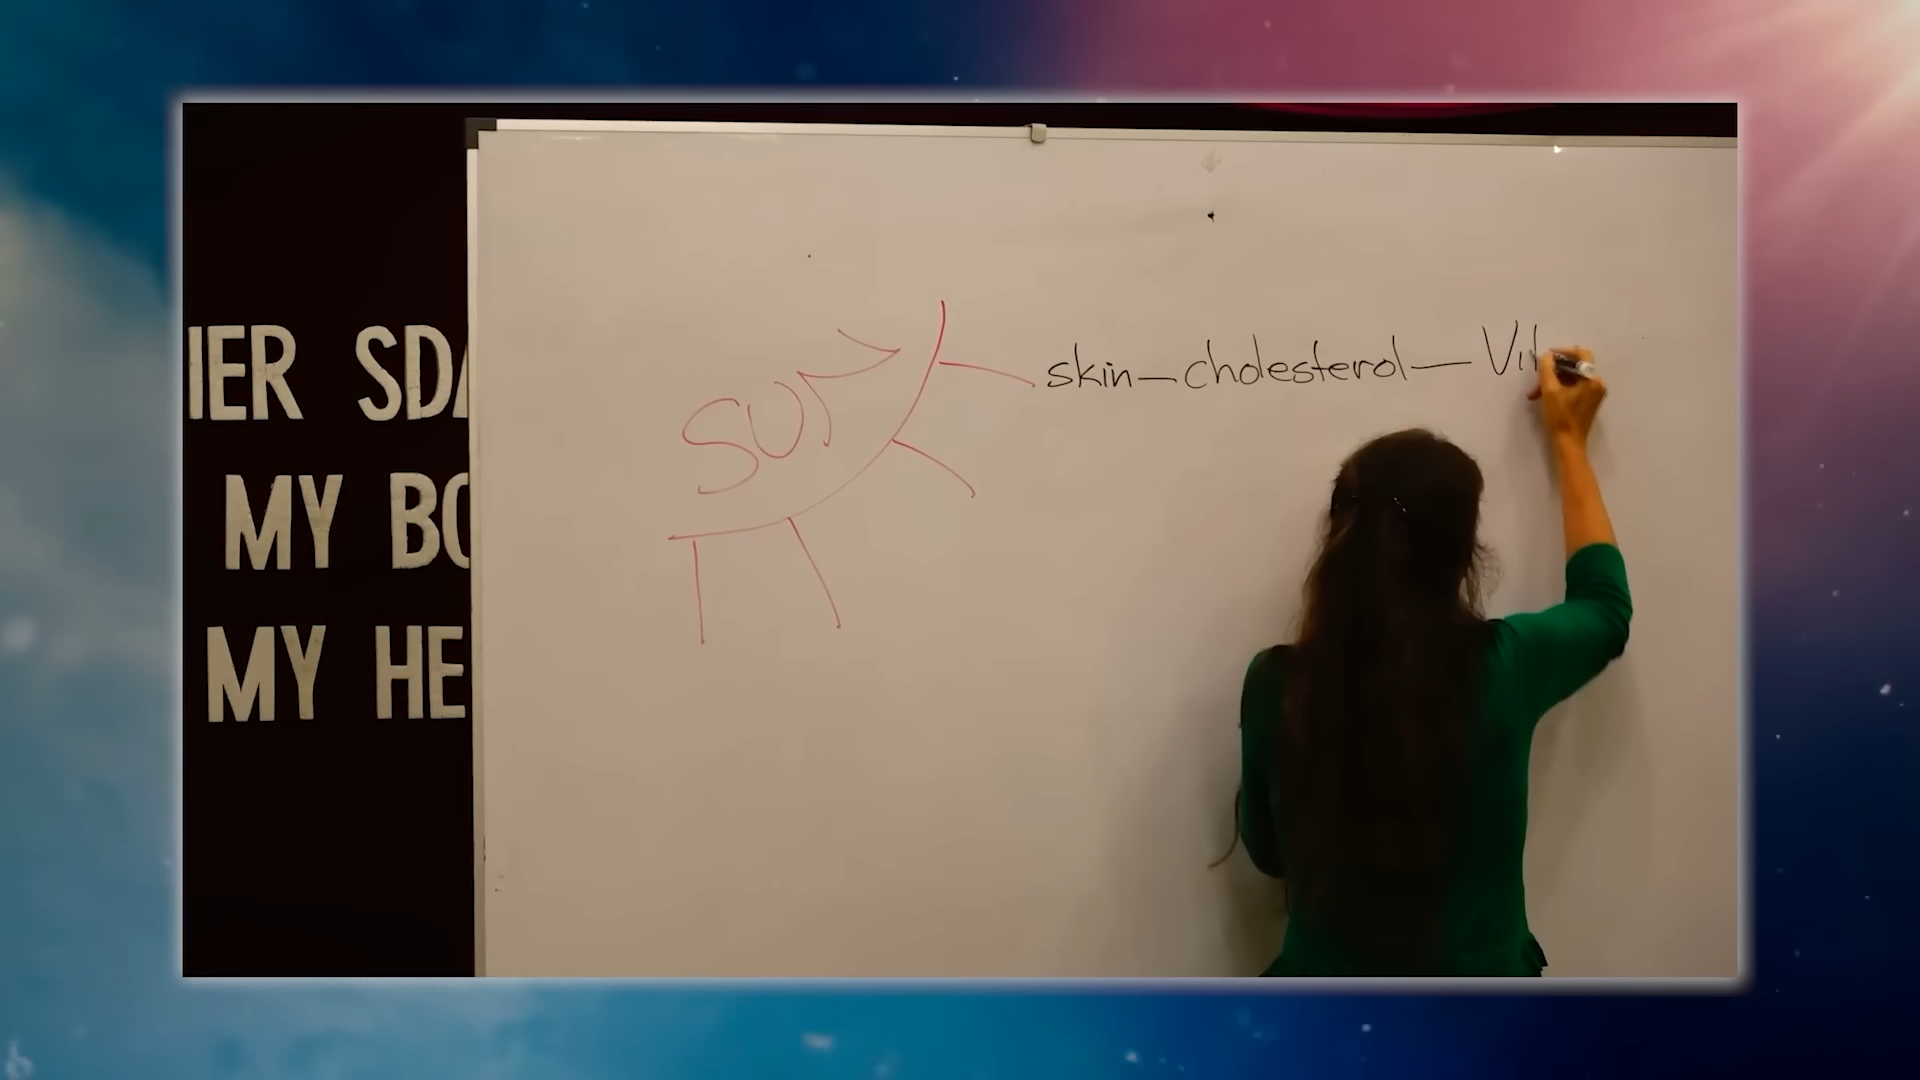 IER SDA
MY BO
MY HE
sun
skin–cholesterol–Vit